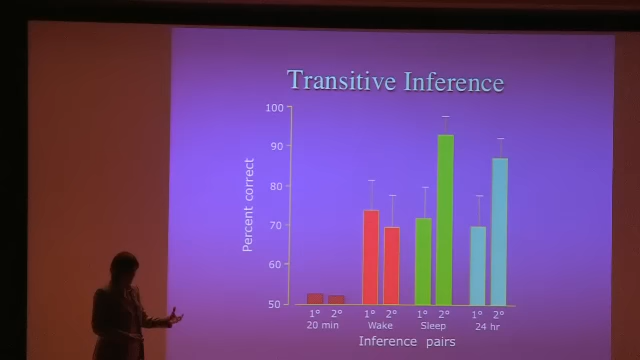 Transitive Inference
Percent correct
100
90
80
70
60
50
1° 2° 1° 2° 1° 2° 1° 2°
20 min Wake Sleep 24 hr
Inference pairs